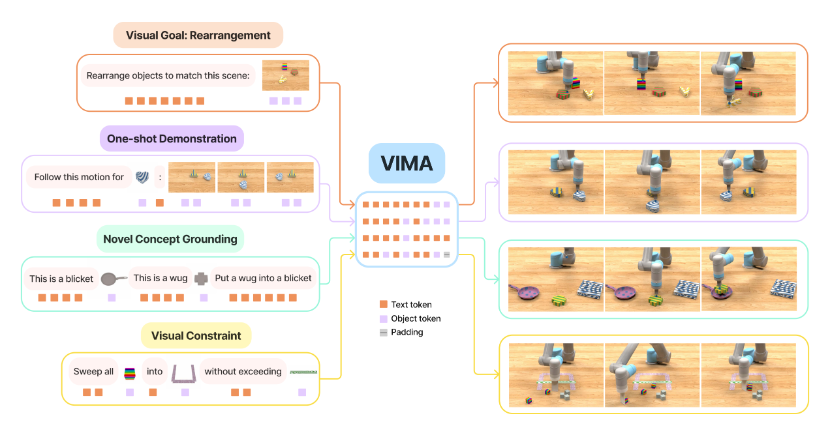 Visual Goal: Rearrangement
Rearrange objects to match this scene:
One-shot Demonstration
Follow this motion for :
Novel Concept Grounding
This is a blicket This is a wug Put a wug into a blicket
Visual Constraint
Sweep all into without exceeding
VIMA
Text token
Object token
Padding